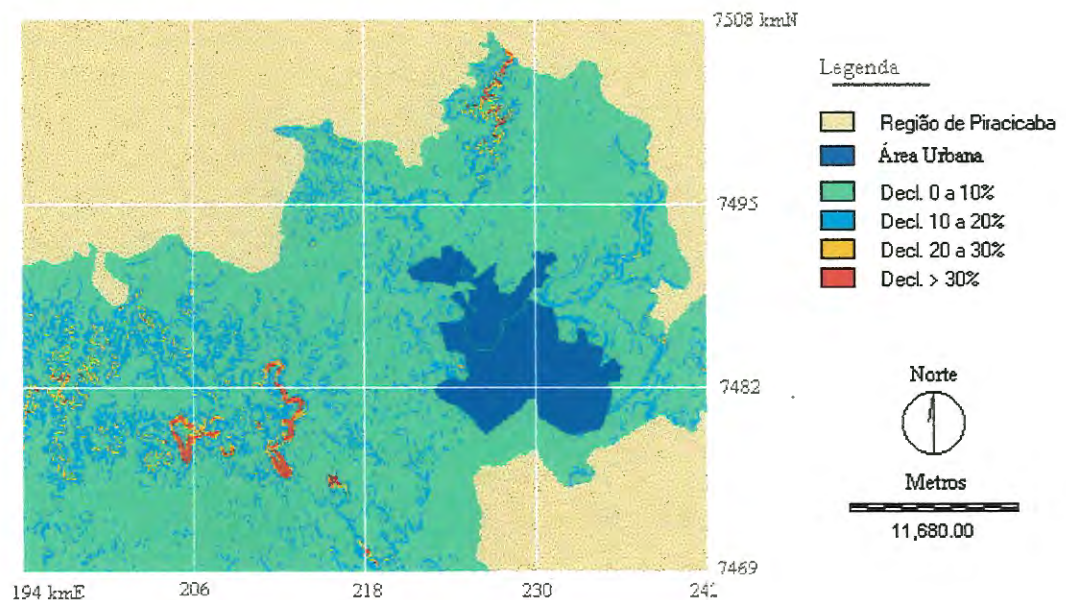 7508 kmN
Legenda
Região de Piracicaba
Área Urbana
Decl. 0 a 10%
7495
Decl. 10 a 20%
Decl. 20 a 30%
Decl. > 30%
Norte
7482
Metros
11,680.00
7469
194 kmE
206
218
230